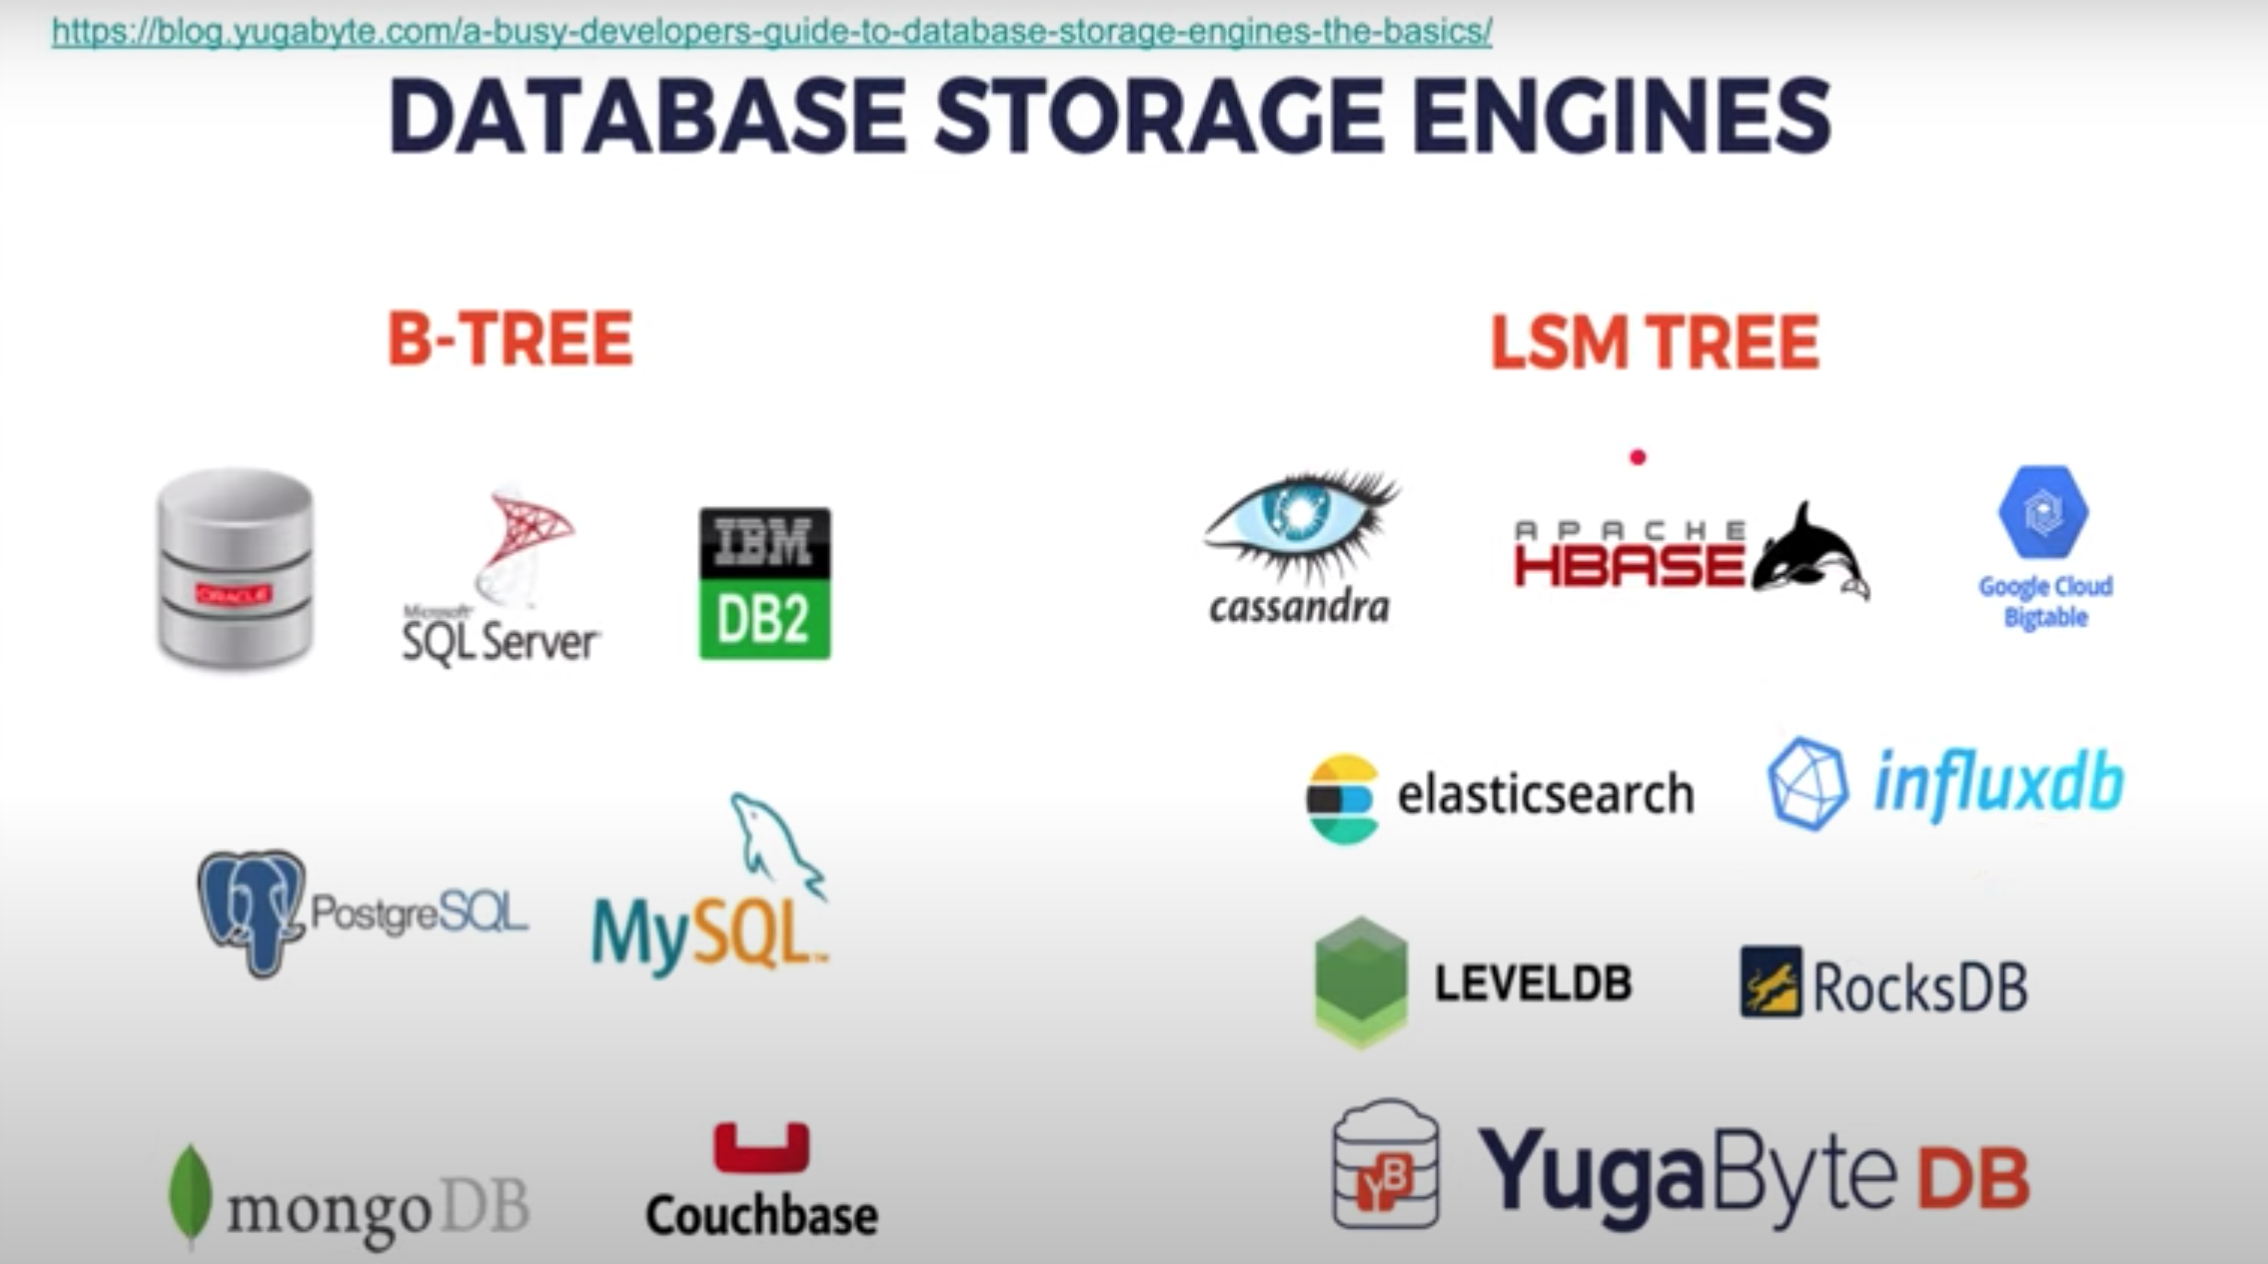 https://blog.yugabyte.com/a-busy-developers-guide-to-database-storage-engines-the-basics/
DATABASE STORAGE ENGINES
B-TREE
ORACLE
Microsoft
SQL Server
IBM
DB2
PostgreSQL
MySQL™
mongoDB
Couchbase
LSM TREE
cassandra
APACHE
HBASE
Google Cloud
Bigtable
elasticsearch
influxdb
LEVELDB
RocksDB
YB
YugaByte DB